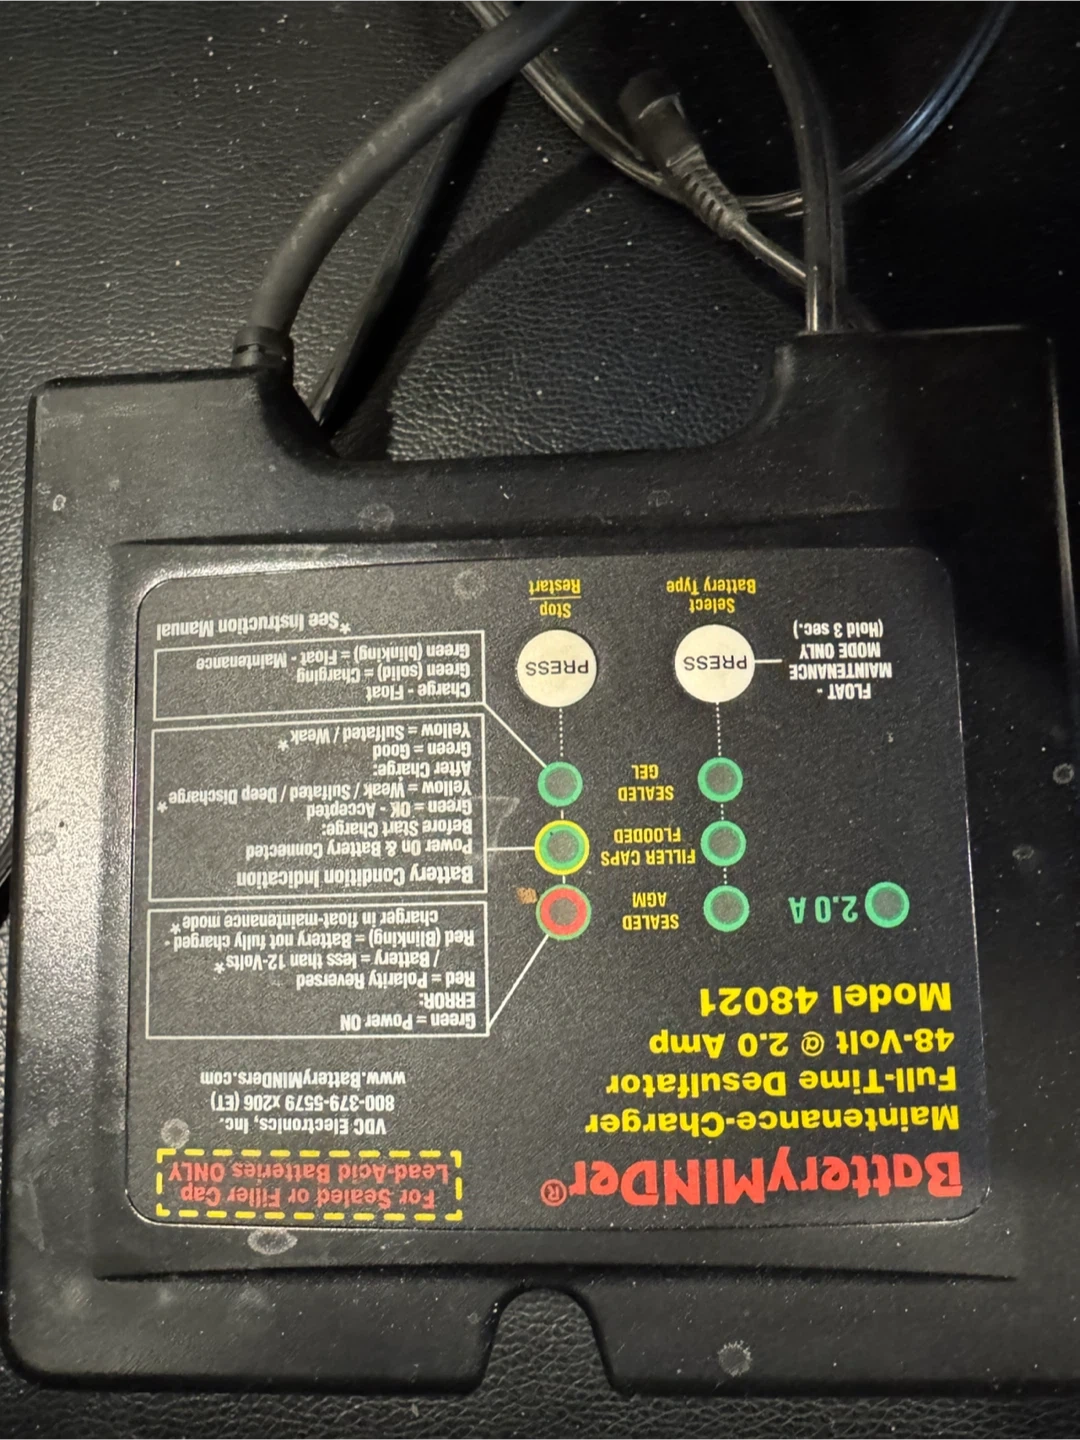 BatteryMINDer®
Maintenance-Charger
Full-Time Desulfator
48-Volt @ 2.0 Amp
Model 48021
For Sealed or Filler Cap
Lead-Acid Batteries ONLY
VDC Electronics, Inc.
800-379-5579 x206 (ET)
www.BatteryMINDers.com
2.0 A
SEALED
AGM
FILLER CAPS
FLOODED
SEALED
GEL
FLOAT -
MAINTENANCE
MODE ONLY
(Hold 3 sec.)
PRESS
Select
Battery Type
PRESS
Stop
Restart
Green = Power ON
ERROR:
Red = Polarity Reversed
/ Battery = less than 12-Volts*
Red (Blinking) = Battery not fully charged -
charger in float-maintenance mode*
Battery Condition Indication
Power On & Battery Connected
Before Start Charge:
Green = OK - Accepted
Yellow = Weak / Sulfated / Deep Discharge*
After Charge:
Green = Good
Yellow = Sulfated / Weak*
Charge - Float
Green (solid) = Charging
Green (blinking) = Float - Maintenance
*See Instruction Manual